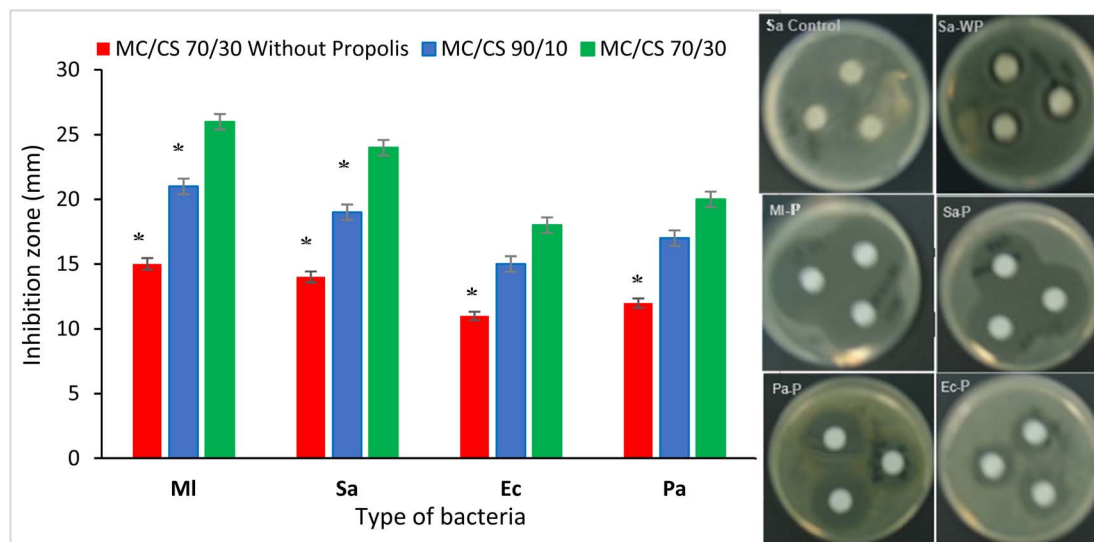 MC/CS 70/30 Without Propolis MC/CS 90/10 MC/CS 70/30
30
25
20
15
10
5
0
Inhibition zone (mm)
* * * * * *
Ml Sa Ec Pa
Type of bacteria
Sa Control
Sa-WP
Ml-P
Sa-P
Pa-P
Ec-P